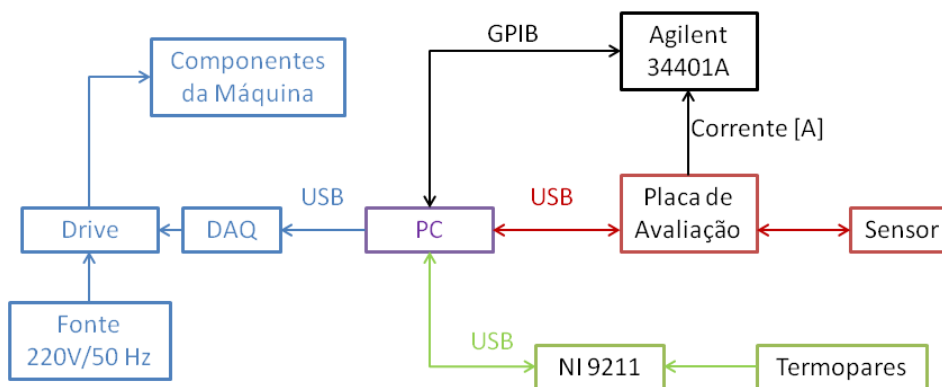 GPIB
Agilent
34401A
Componentes
da Máquina
Corrente [A]
USB
USB
Placa de
Avaliação
Drive
DAQ
PC
Sensor
Fonte
220V/50 Hz
USB
NI 9211
Termopares